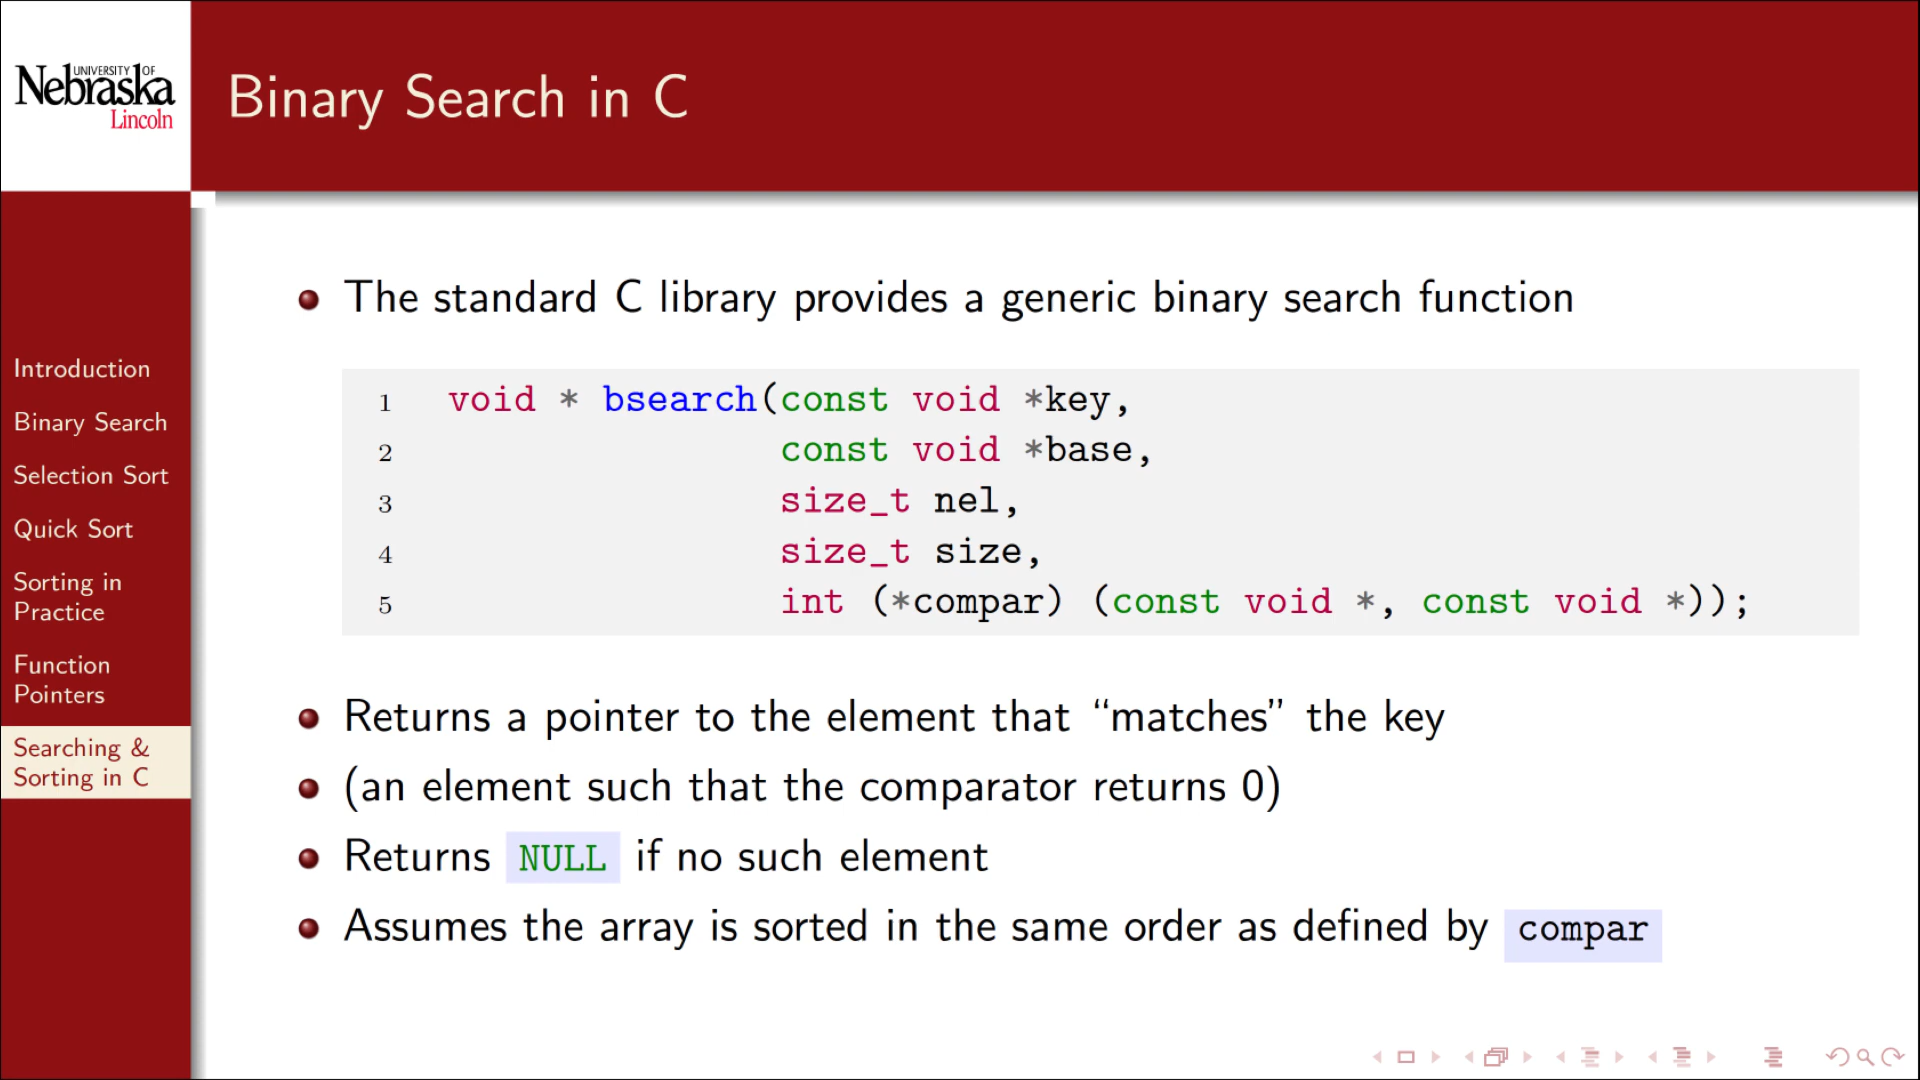 UNIVERSITY OF
Nebraska
Lincoln
Binary Search in C
Introduction
Binary Search
Selection Sort
Quick Sort
Sorting in
Practice
Function
Pointers
Searching &
Sorting in C
• The standard C library provides a generic binary search function
1 void * bsearch(const void *key,
2 const void *base,
3 size_t nel,
4 size_t size,
5 int (*compar) (const void *, const void *));
• Returns a pointer to the element that “matches” the key
• (an element such that the comparator returns 0)
• Returns NULL if no such element
• Assumes the array is sorted in the same order as defined by compar